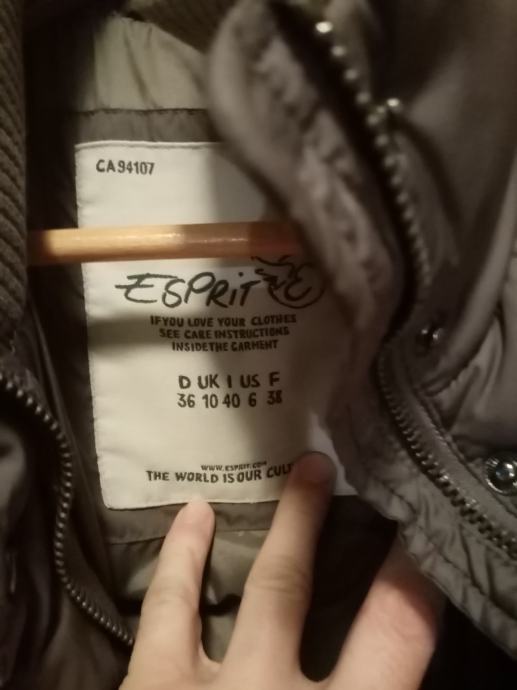 CA94107
ESPRIT E
IF YOU LOVE YOUR CLOTHES
SEE CARE INSTRUCTIONS
INSIDE THE GARMENT
D UK I US F
36 10 40 6 38
WWW.ESPRIT.COM
THE WORLD IS OUR